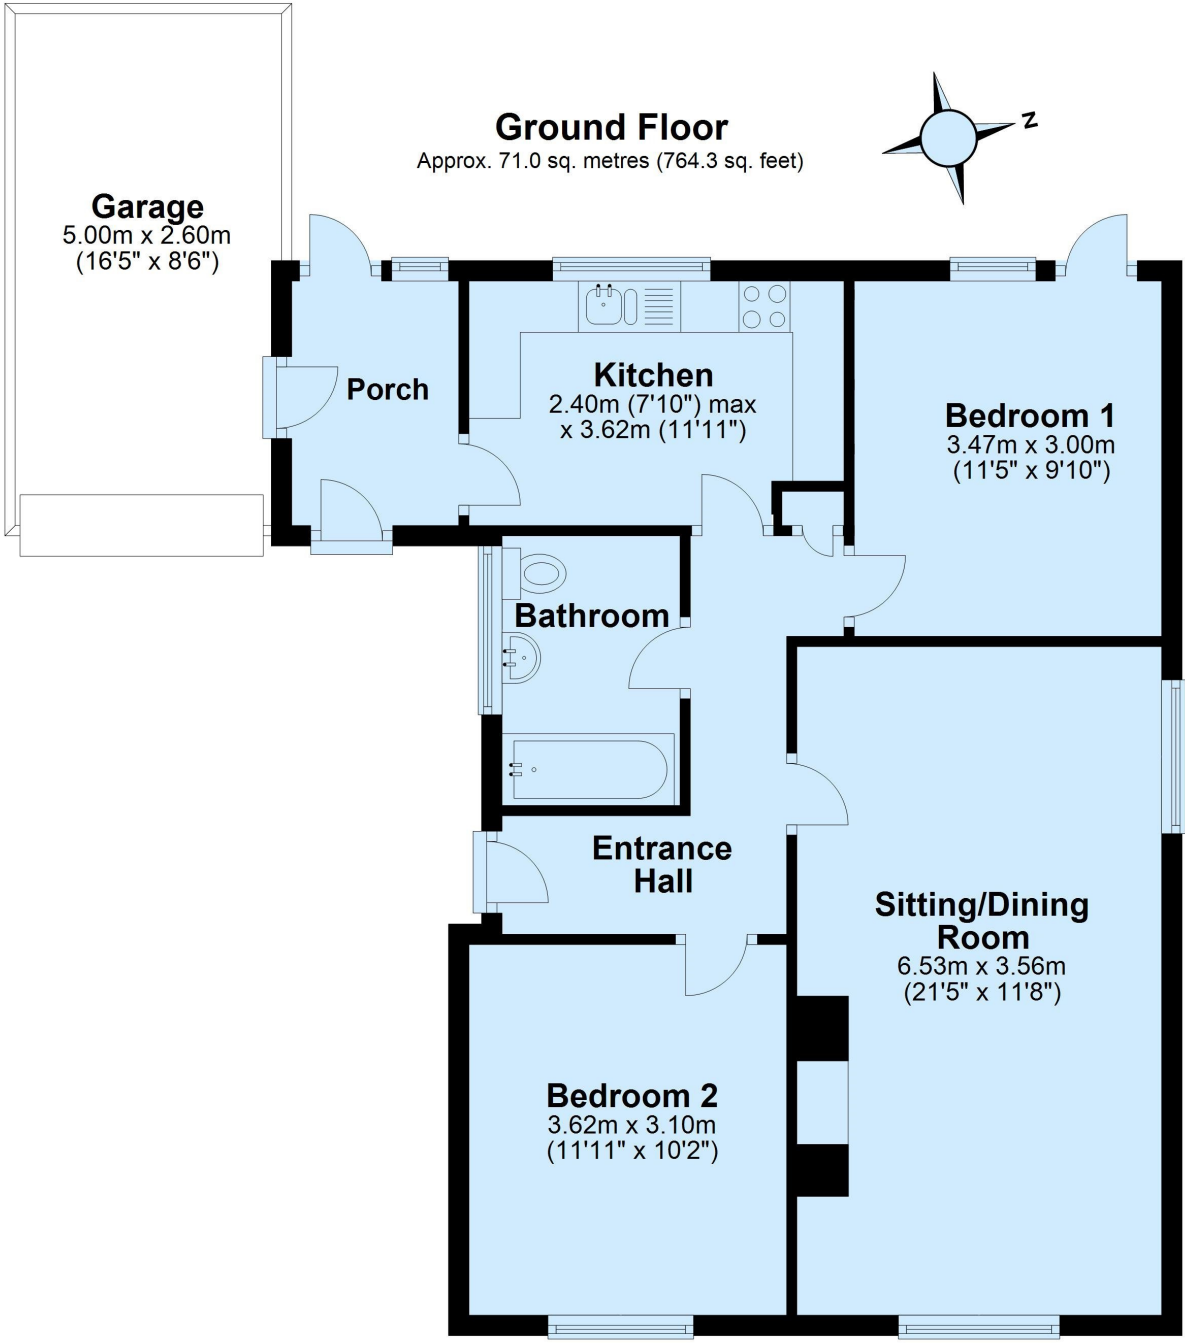 Ground Floor
Approx. 71.0 sq. metres (764.3 sq. feet)
N
Garage
5.00m x 2.60m
(16'5" x 8'6")
Porch
Kitchen
2.40m (7'10") max
x 3.62m (11'11")
Bedroom 1
3.47m x 3.00m
(11'5" x 9'10")
Bathroom
Entrance
Hall
Sitting/Dining
Room
6.53m x 3.56m
(21'5" x 11'8")
Bedroom 2
3.62m x 3.10m
(11'11" x 10'2")